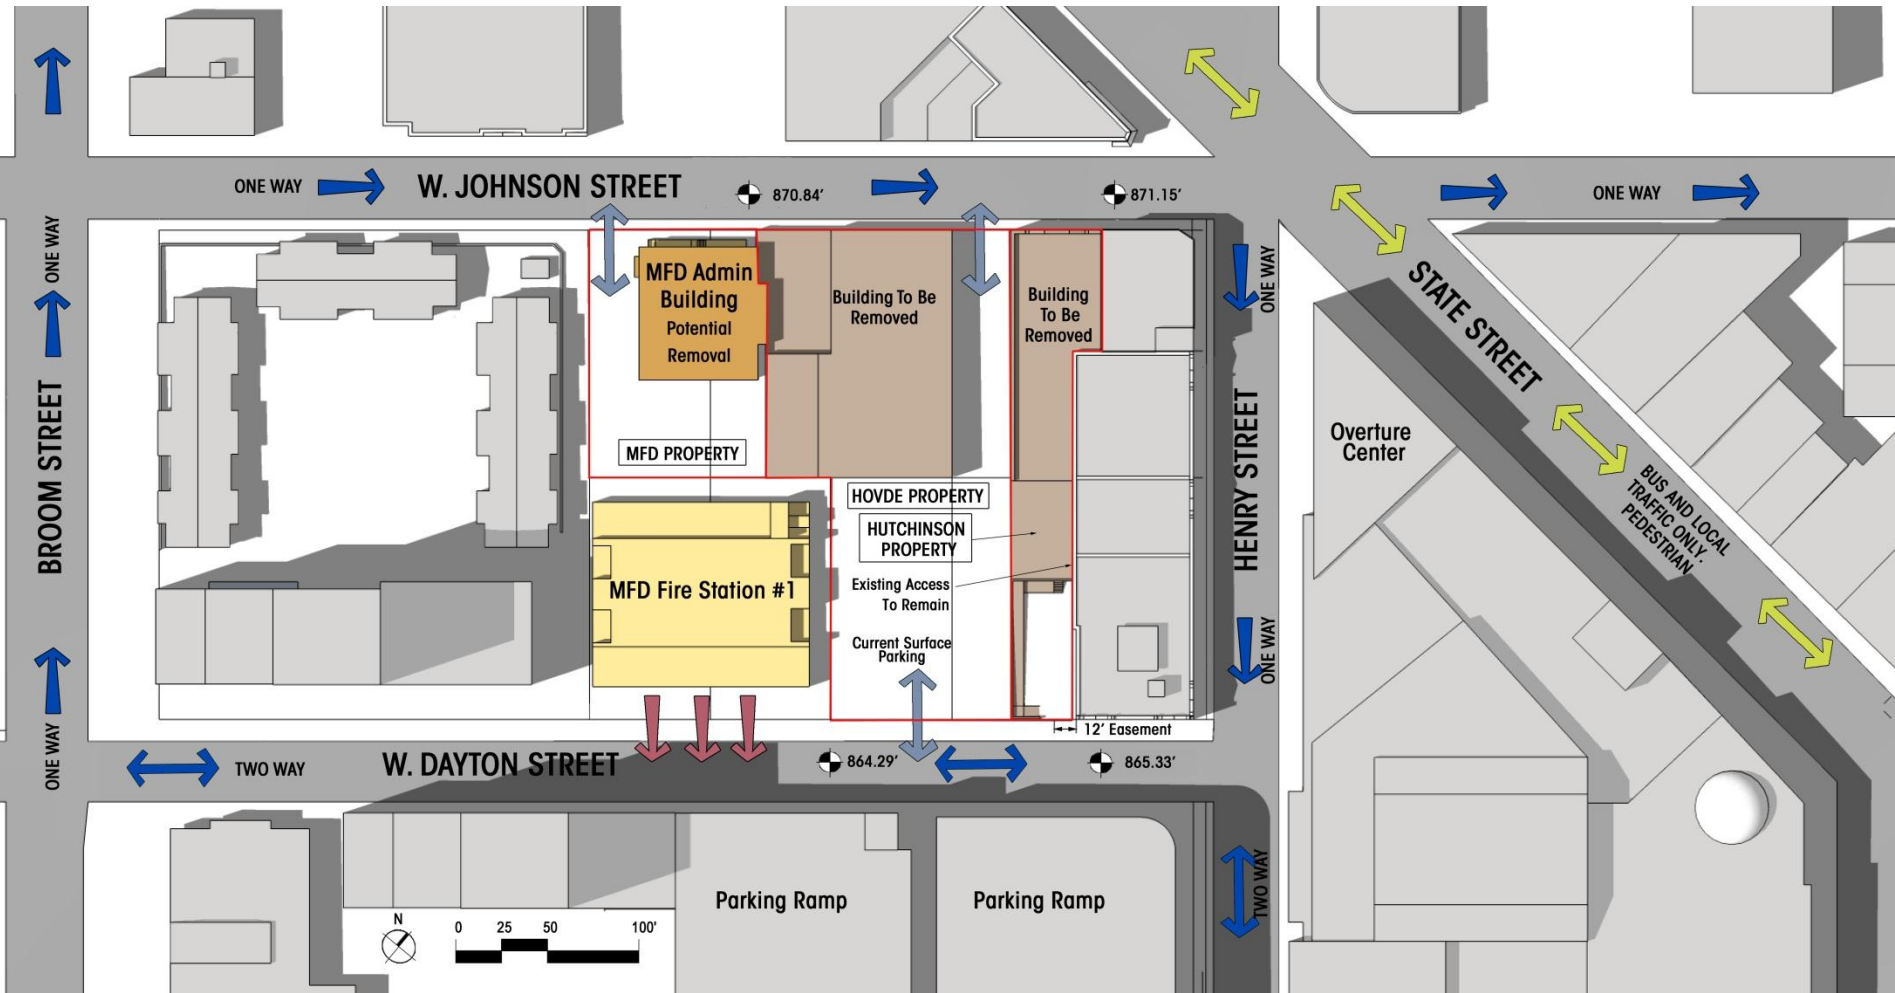 ONE WAY
W. JOHNSON STREET
870.84'
871.15'
ONE WAY
ONE WAY
BROOM STREET
ONE WAY
MFD Admin
Building
Potential
Removal
Building To Be
Removed
Building
To Be
Removed
MFD PROPERTY
HOVDE PROPERTY
HUTCHINSON
PROPERTY
MFD Fire Station #1
Existing Access
To Remain
Current Surface
Parking
12' Easement
ONE WAY
HENRY STREET
ONE WAY
TWO WAY
STATE STREET
BUS AND LOCAL
TRAFFIC ONLY.
PEDESTRIAN
Overture
Center
TWO WAY
W. DAYTON STREET
864.29'
865.33'
Parking Ramp
Parking Ramp
N
0 25 50 100'